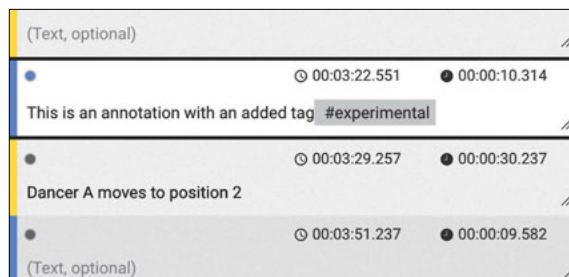 (Text, optional)
00:03:22.551 00:00:10.314
This is an annotation with an added tag #experimental
00:03:29.257 00:00:30.237
Dancer A moves to position 2
00:03:51.237 00:00:09.582
(Text, optional)